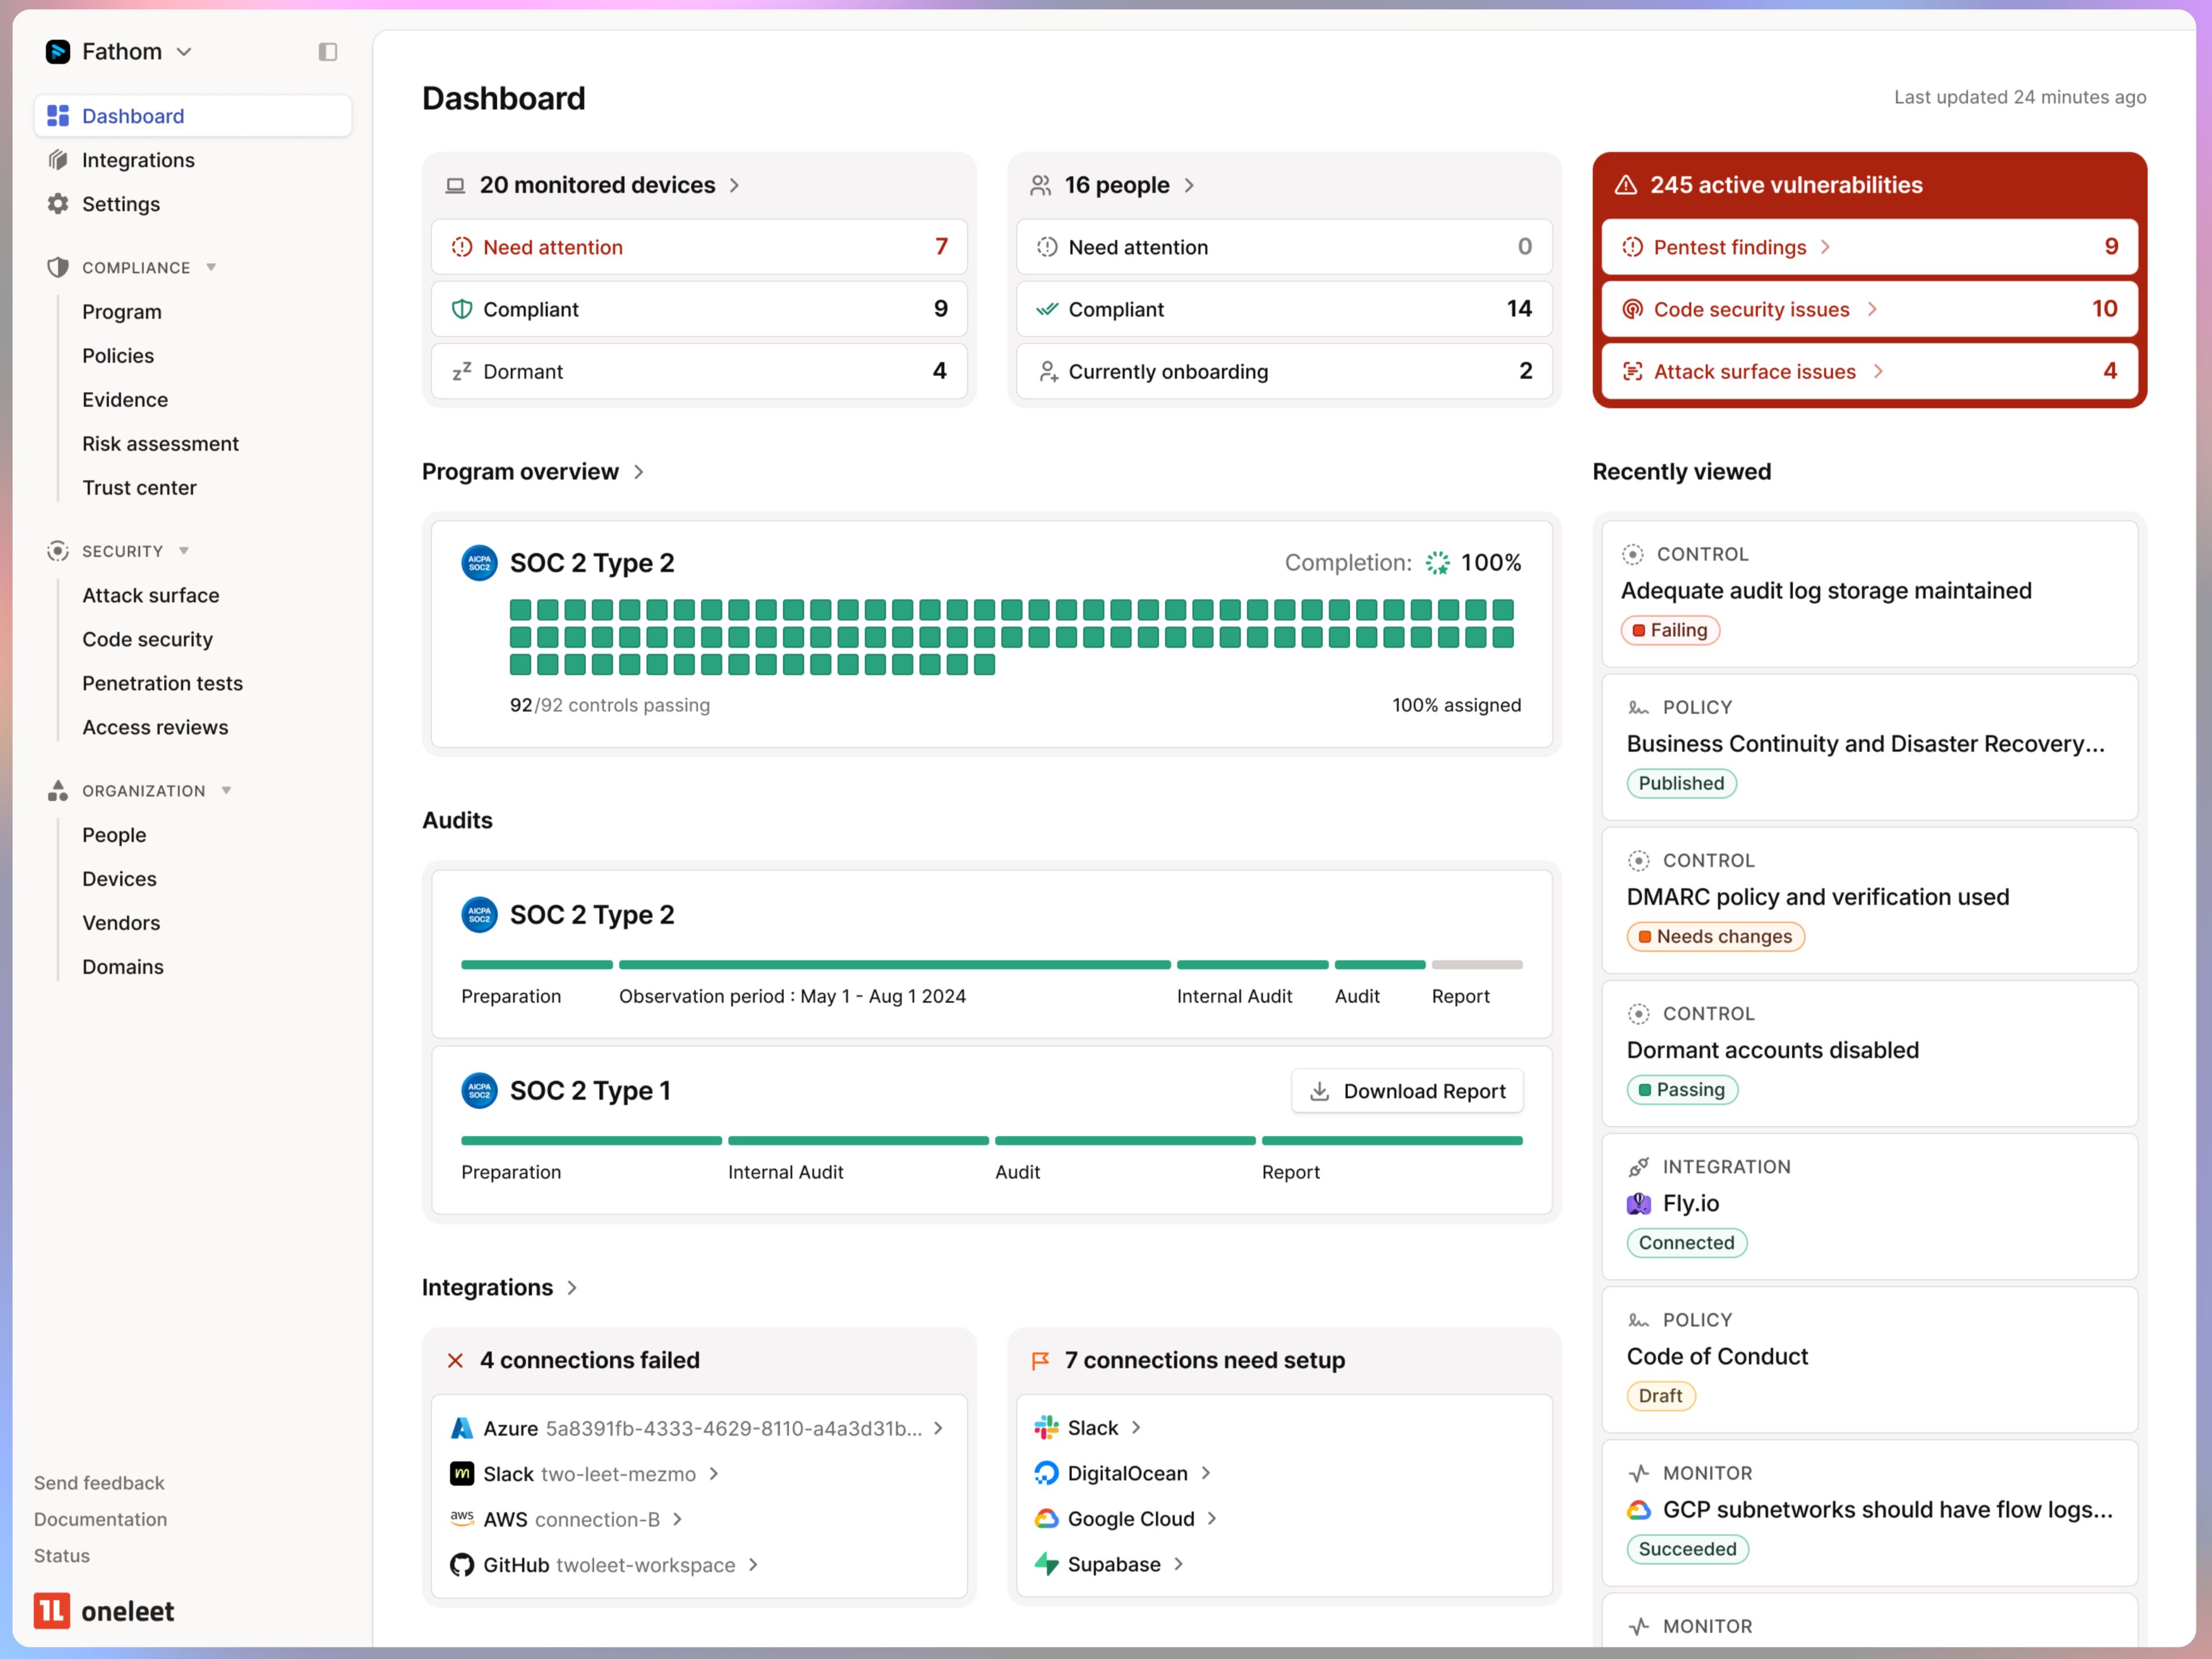 Fathom
Dashboard
Integrations
Settings
COMPLIANCE
Program
Policies
Evidence
Risk assessment
Trust center
SECURITY
Attack surface
Code security
Penetration tests
Access reviews
ORGANIZATION
People
Devices
Vendors
Domains
Send feedback
Documentation
Status
1L oneleet
Dashboard
Last updated 24 minutes ago
20 monitored devices
Need attention 7
Compliant 9
Dormant 4
16 people
Need attention 0
Compliant 14
Currently onboarding 2
245 active vulnerabilities
Pentest findings 9
Code security issues 10
Attack surface issues 4
Program overview
AICPA
SOC2
SOC 2 Type 2
Completion: 100%
92/92 controls passing
100% assigned
Audits
AICPA
SOC2
SOC 2 Type 2
Preparation
Observation period : May 1 - Aug 1 2024
Internal Audit
Audit
Report
AICPA
SOC2
SOC 2 Type 1
Download Report
Preparation
Internal Audit
Audit
Report
Integrations
4 connections failed
Azure 5a8391fb-4333-4629-8110-a4a3d31b...
m Slack two-leet-mezmo
aws AWS connection-B
GitHub twoleet-workspace
7 connections need setup
Slack
DigitalOcean
Google Cloud
Supabase
Recently viewed
CONTROL
Adequate audit log storage maintained
Failing
POLICY
Business Continuity and Disaster Recovery...
Published
CONTROL
DMARC policy and verification used
Needs changes
CONTROL
Dormant accounts disabled
Passing
INTEGRATION
Fly.io
Connected
POLICY
Code of Conduct
Draft
MONITOR
GCP subnetworks should have flow logs...
Succeeded
MONITOR